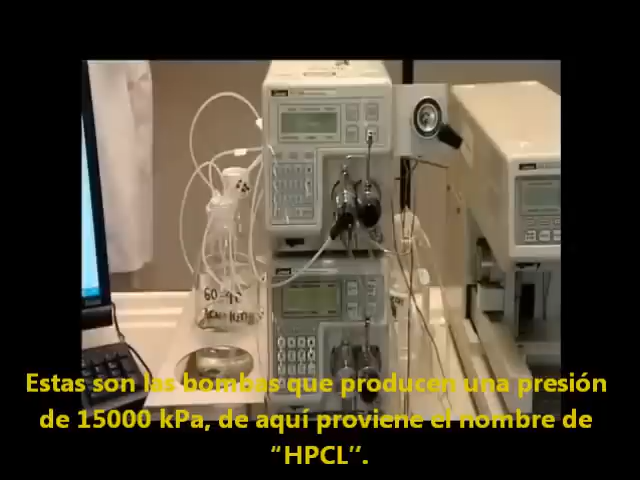 Estas son las bombas que producen una presión
de 15000 kPa, de aquí proviene el nombre de
“HPCL”.